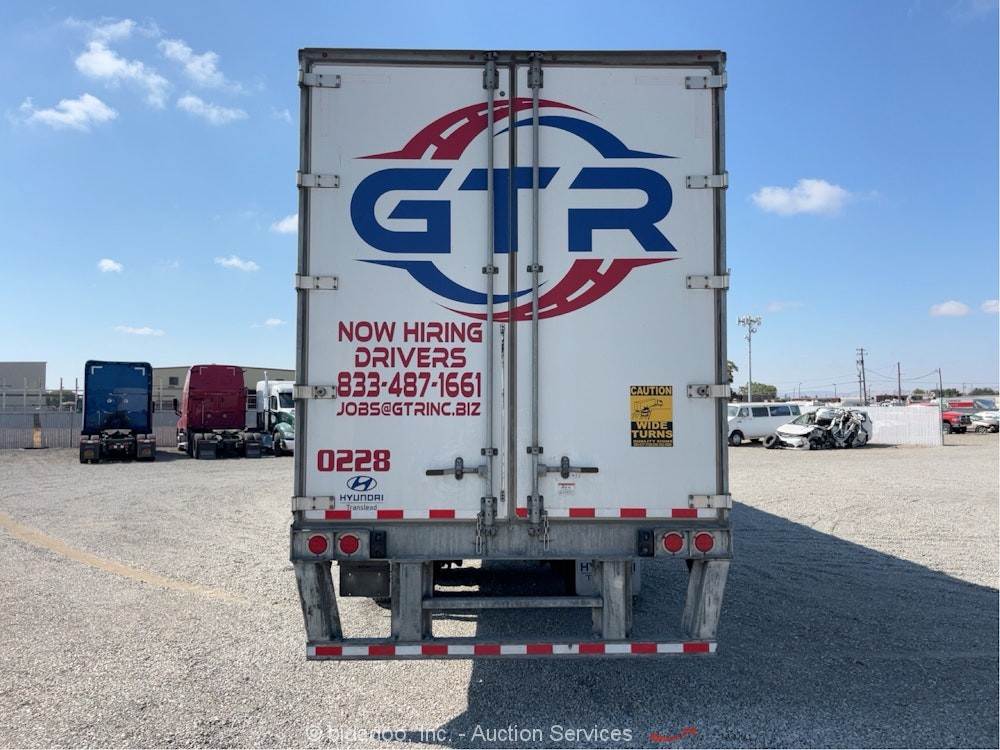 GTR
NOW HIRING
DRIVERS
833-487-1661
JOBS@GTRINC.BIZ
CAUTION
WIDE
TURNS
0228
HYUNDAI
Translead
© bidadoo, Inc. - Auction Services